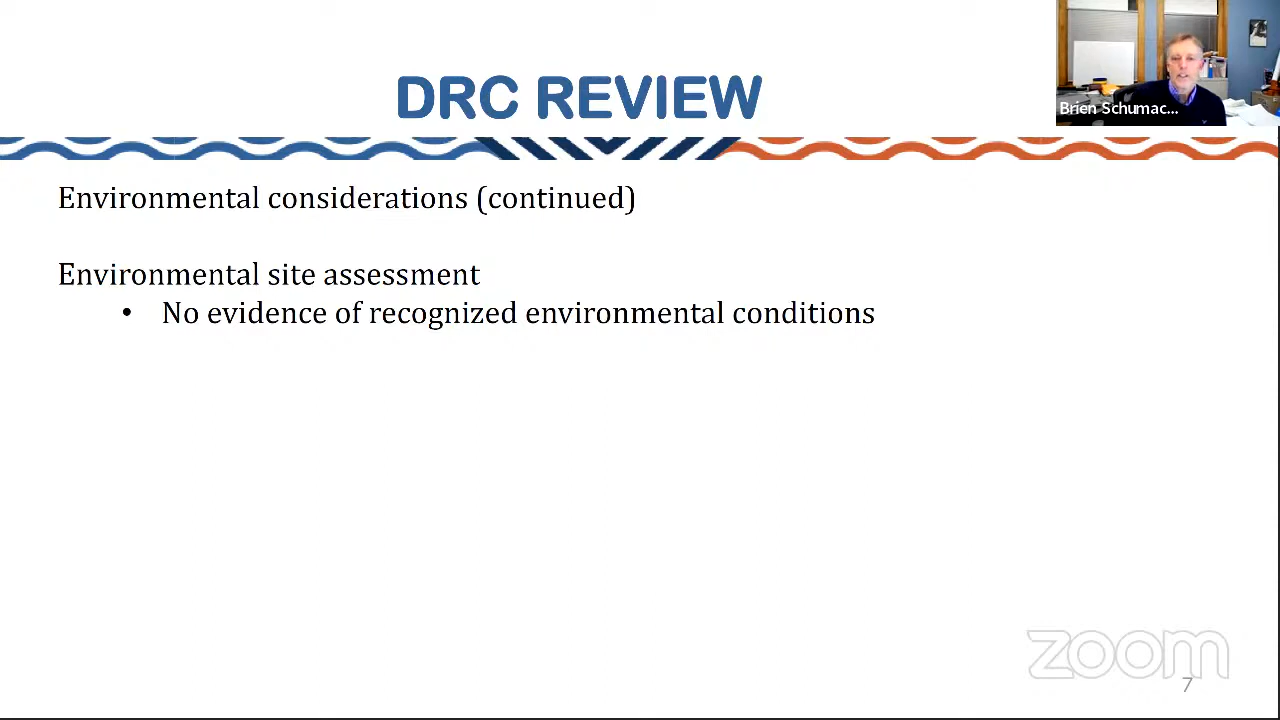 DRC REVIEW
Brien Schumac...
Environmental considerations (continued)
Environmental site assessment
• No evidence of recognized environmental conditions
zoom
7